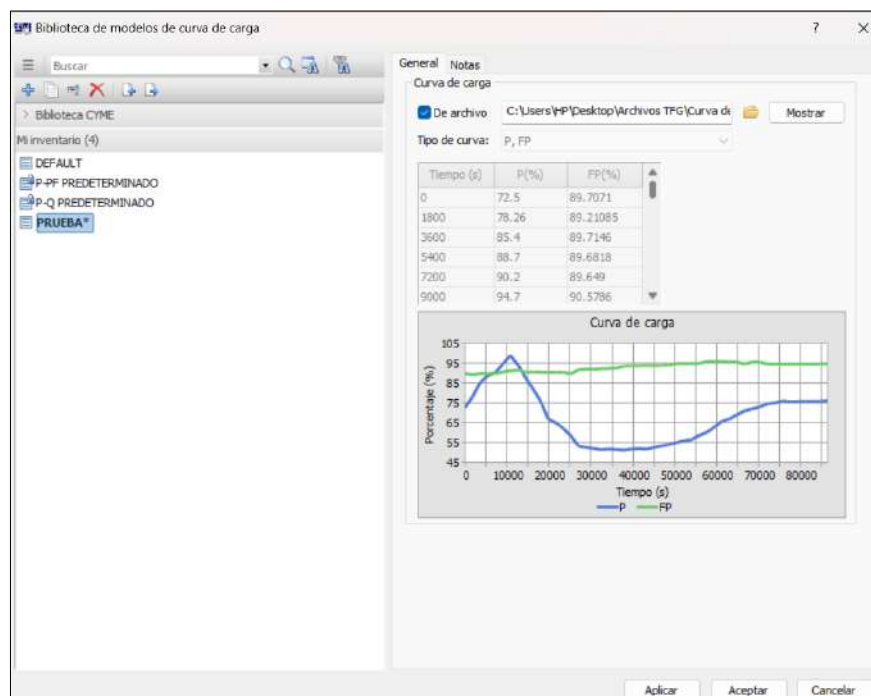 Biblioteca de modelos de curva de carga
Buscar
Biblioteca CYME
Mi inventario (4)
DEFAULT
P-PF PREDETERMINADO
P-Q PREDETERMINADO
PRUEBA*
General Notas
Curva de carga
De archivo C:\Users\HP\Desktop\Archivos TFG\Curva de Mostrar
Tipo de curva: P, FP
Tiempo (s) P(%) FP(%)
0 72.5 89.7071
1800 78.26 89.21085
3600 85.4 89.7146
5400 88.7 89.6818
7200 90.2 89.649
9000 94.7 90.5786
Curva de carga
Porcentaje (%)
105
95
85
75
65
55
45
0 10000 20000 30000 40000 50000 60000 70000 80000
Tiempo (s)
P FP
Aplicar Aceptar Cancelar